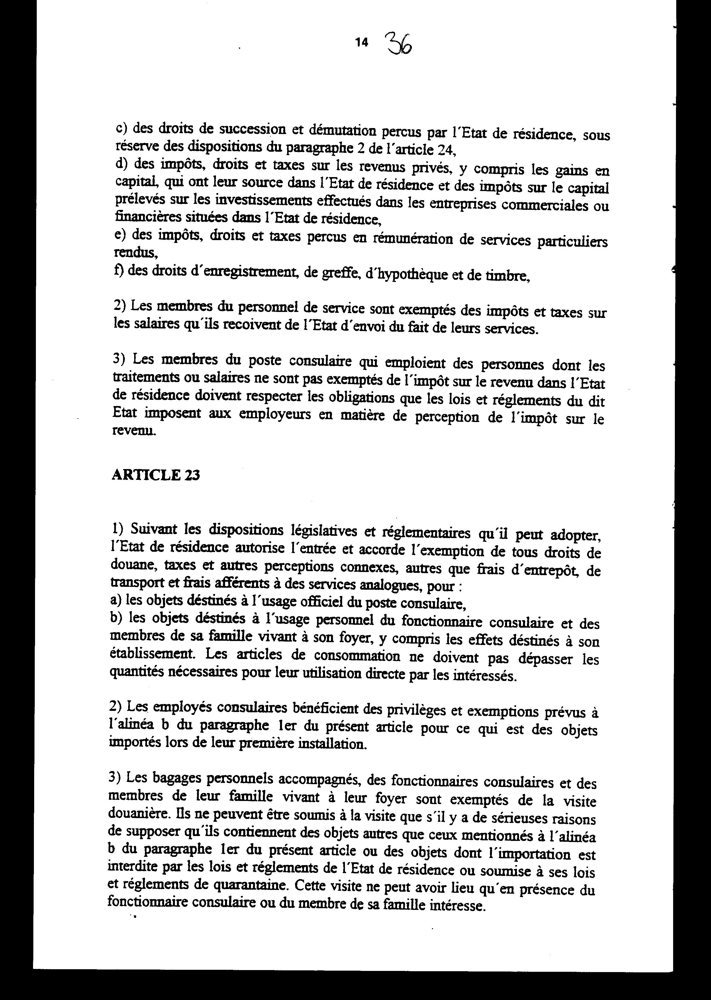 14 36
c) des droits de succession et démutation percus par l´Etat de résidence, sous
réserve des dispositions du paragraphe 2 de l´article 24,
d) des impôts, droits et taxes sur les revenus privés, y compris les gains en
capital, qui ont leur source dans l´Etat de résidence et des impôts sur le capital
prélevés sur les investissements effectués dans les entreprises commerciales ou
financières situées dans l´Etat de résidence,
e) des impôts, droits et taxes percus en rémunération de services particuliers
rendus,
f) des droits d´enregistrement, de greffe, d´hypothèque et de timbre,
2) Les membres du personnel de service sont exemptés des impôts et taxes sur
les salaires qu´ils recoivent de l´Etat d´envoi du fait de leurs services.
3) Les membres du poste consulaire qui emploient des personnes dont les
traitements ou salaires ne sont pas exemptés de l´impôt sur le revenu dans l´Etat
de résidence doivent respecter les obligations que les lois et réglements du dit
Etat imposent aux employeurs en matière de perception de l´impôt sur le
revenu.
ARTICLE 23
1) Suivant les dispositions législatives et réglementaires qu´il peut adopter,
l´Etat de résidence autorise l´entrée et accorde l´exemption de tous droits de
douane, taxes et autres perceptions connexes, autres que frais d´entrepôt, de
transport et frais afférents à des services analogues, pour :
a) les objets déstinés à l´usage officiel du poste consulaire,
b) les objets déstinés à l´usage personnel du fonctionnaire consulaire et des
membres de sa famille vivant à son foyer, y compris les effets déstinés à son
établissement. Les articles de consommation ne doivent pas dépasser les
quantités nécessaires pour leur utilisation directe par les intéressés.
2) Les employés consulaires bénéficient des privilèges et exemptions prévus à
l´alinéa b du paragraphe 1er du présent article pour ce qui est des objets
importés lors de leur première installation.
3) Les bagages personnels accompagnés, des fonctionnaires consulaires et des
membres de leur famille vivant à leur foyer sont exemptés de la visite
douanière. Ils ne peuvent être soumis à la visite que s´il y a de sérieuses raisons
de supposer qu´ils contiennent des objets autres que ceux mentionnés à l´alinéa
b du paragraphe 1er du présent article ou des objets dont l´importation est
interdite par les lois et réglements de l´Etat de résidence ou soumise à ses lois
et réglements de quarantaine. Cette visite ne peut avoir lieu qu´en présence du
fonctionnaire consulaire ou du membre de sa famille intéresse.